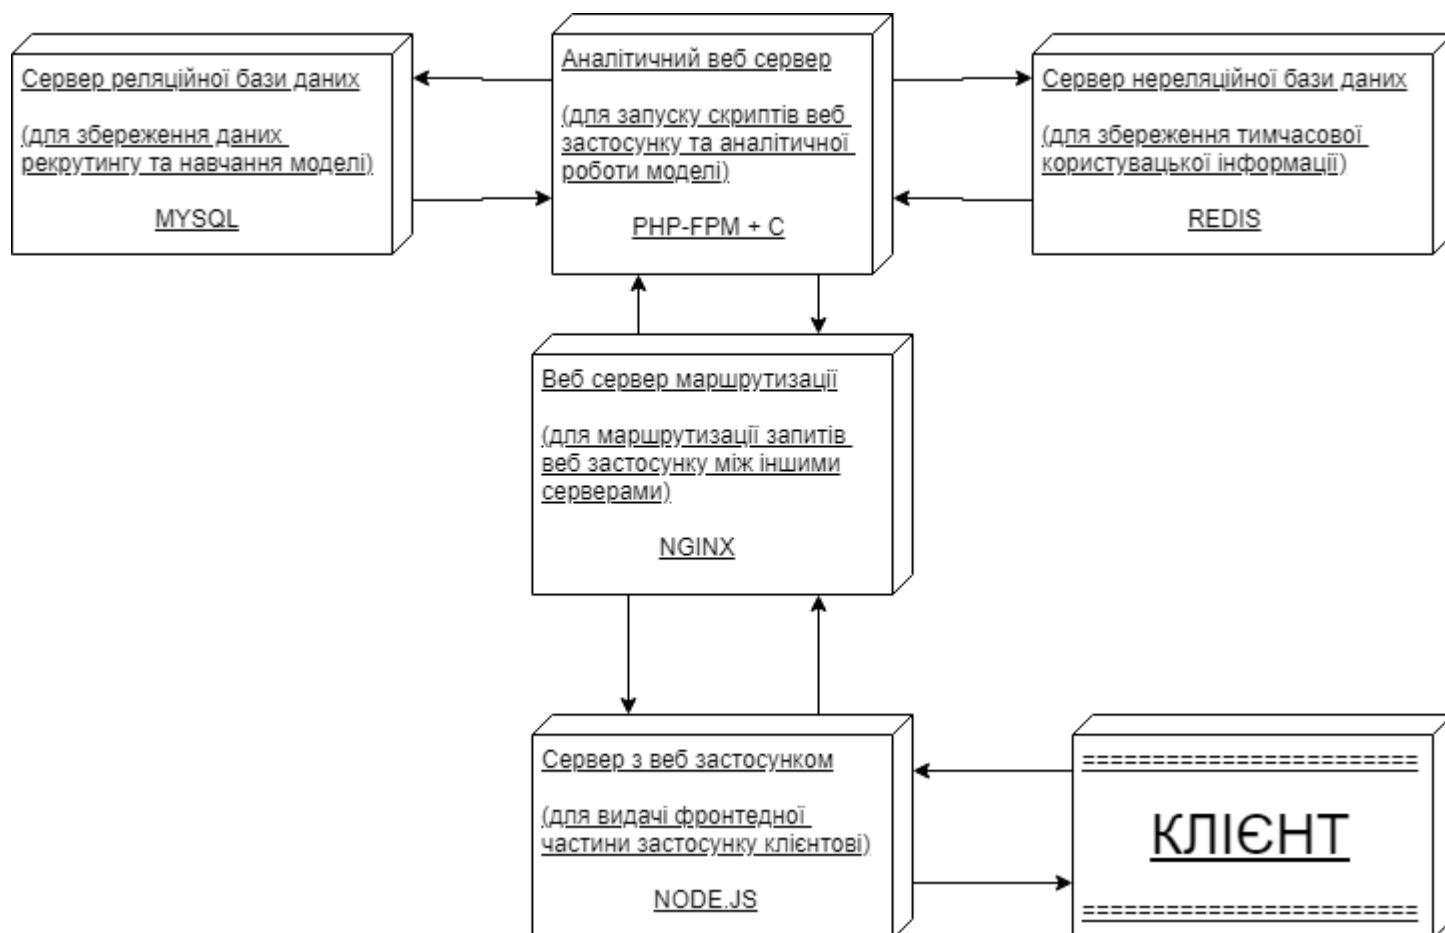 Сервер реляційної бази даних
(для збереження даних
рекрутингу та навчання моделі)
MYSQL
Аналітичний веб сервер
(для запуску скриптів веб
застосунку та аналітичної
роботи моделі)
PHP-FPM + C
Сервер нереляційної бази даних
(для збереження тимчасової
користувацької інформації)
REDIS
Веб сервер маршрутизації
(для маршрутизації запитів
веб застосунку між іншими
серверами)
NGINX
Сервер з веб застосунком
(для видачі фронтедної
частини застосунку клієнтові)
NODE.JS
========================
КЛІЄНТ
========================